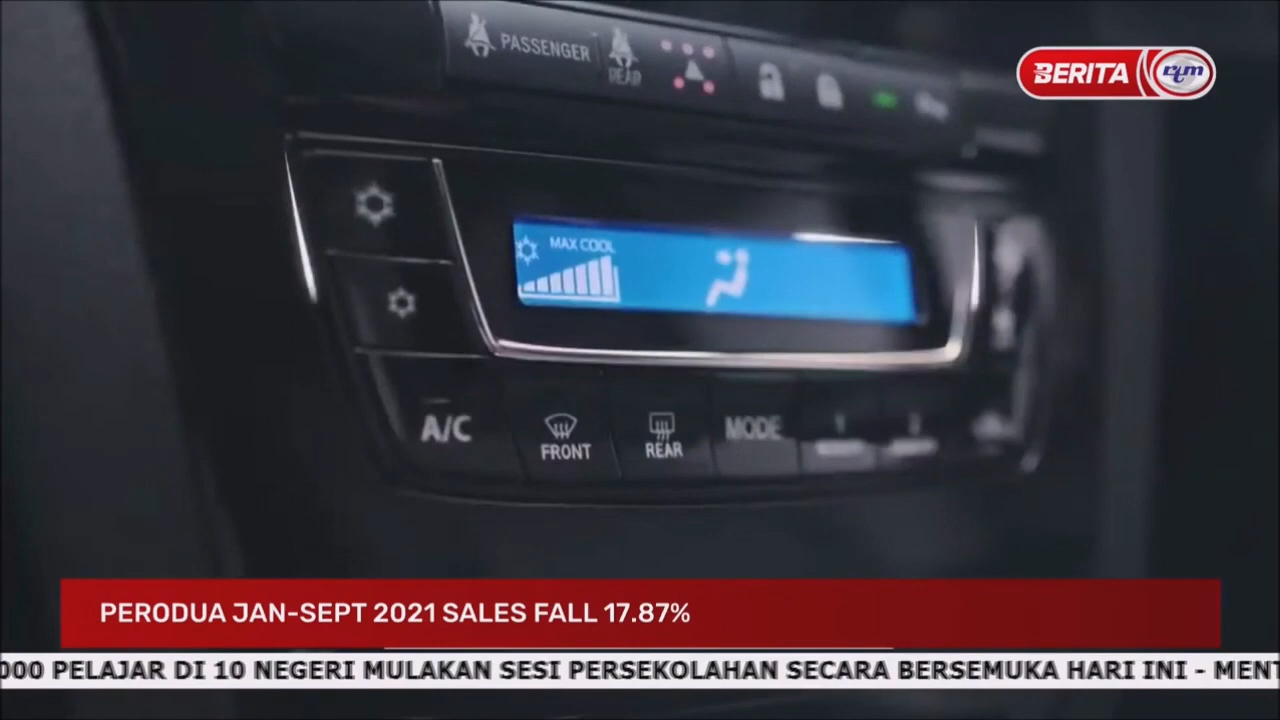 PASSENGER
REAR
BERITA rtm
MAX COOL
A/C
FRONT
REAR
MODE
PERODUA JAN-SEPT 2021 SALES FALL 17.87%
000 PELAJAR DI 10 NEGERI MULAKAN SESI PERSEKOLAHAN SECARA BERSEMUKA HARI INI - MENT